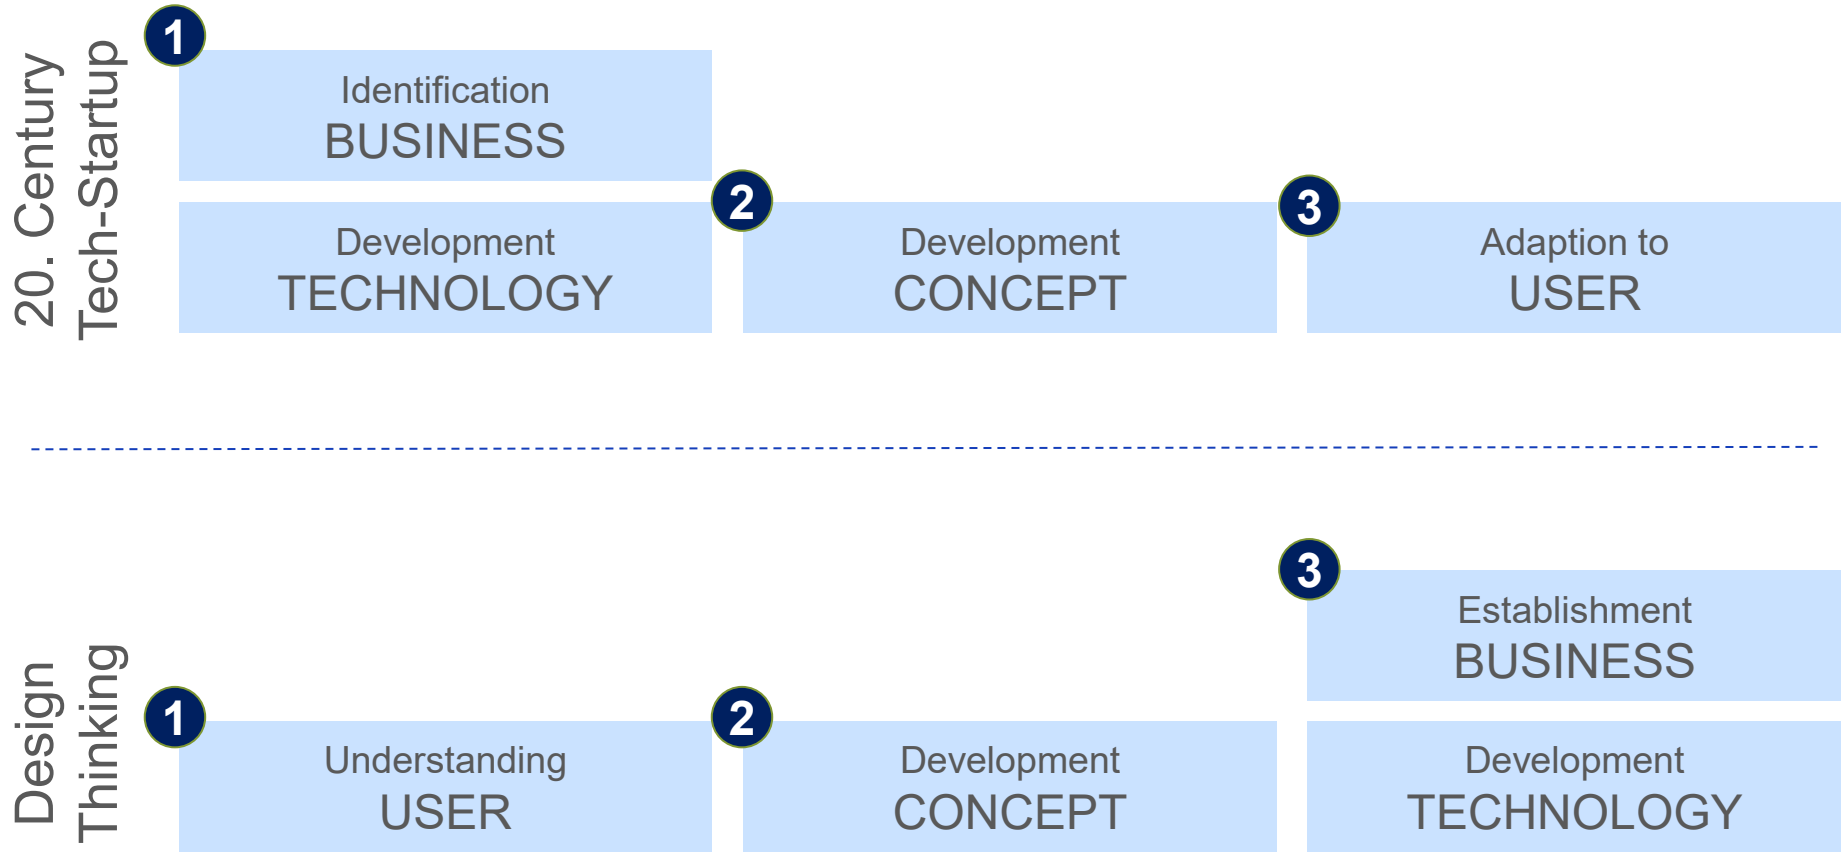 20. Century
Tech-Startup
1
Identification
BUSINESS
Development
TECHNOLOGY
2
Development
CONCEPT
3
Adaption to
USER
Design
Thinking
1
Understanding
USER
2
Development
CONCEPT
3
Establishment
BUSINESS
Development
TECHNOLOGY